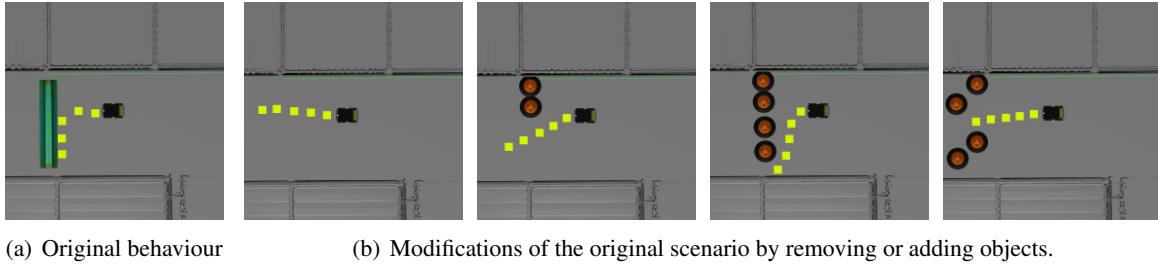 (a) Original behaviour
(b) Modifications of the original scenario by removing or adding objects.